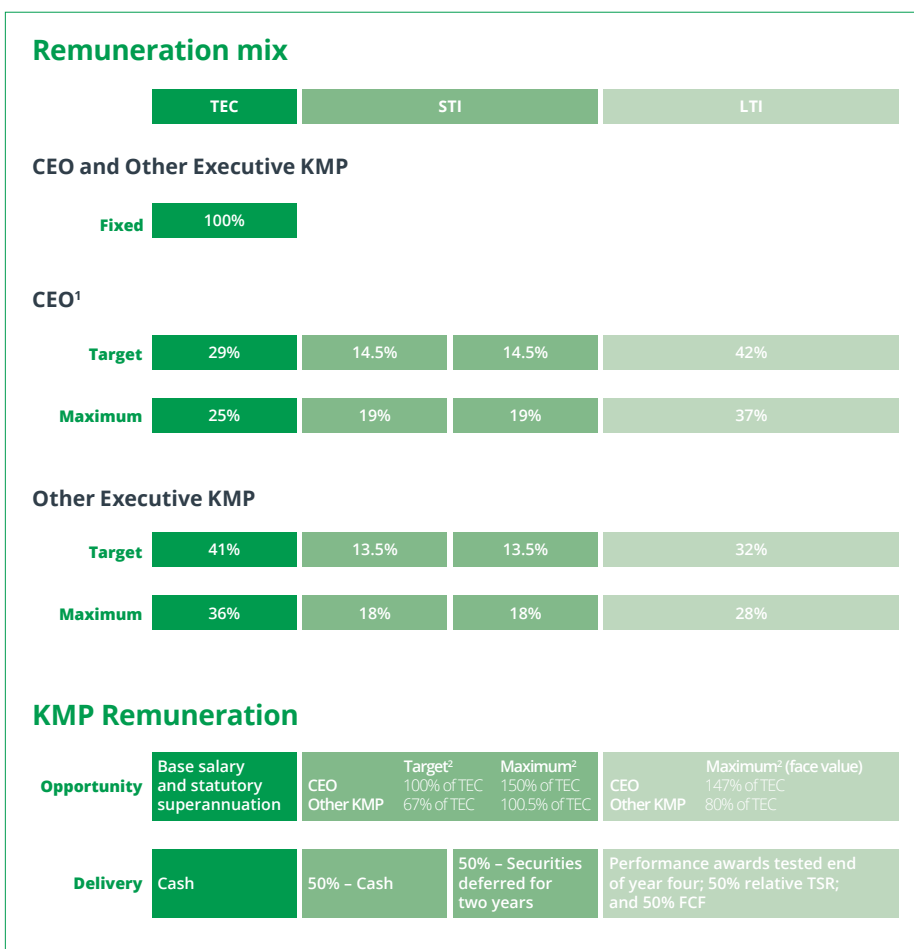 Remuneration mix
TEC STI LTI
CEO and Other Executive KMP
Fixed 100%
CEO¹
Target 29% 14.5% 14.5% 42%
Maximum 25% 19% 19% 37%
Other Executive KMP
Target 41% 13.5% 13.5% 32%
Maximum 36% 18% 18% 28%
KMP Remuneration
Opportunity
Base salary
and statutory
superannuation
Target² Maximum²
CEO 100% of TEC 150% of TEC
Other KMP 67% of TEC 100.5% of TEC
Maximum² (face value)
CEO 147% of TEC
Other KMP 80% of TEC
Delivery
Cash
50% – Cash
50% – Securities
deferred for
two years
Performance awards tested end
of year four; 50% relative TSR;
and 50% FCF